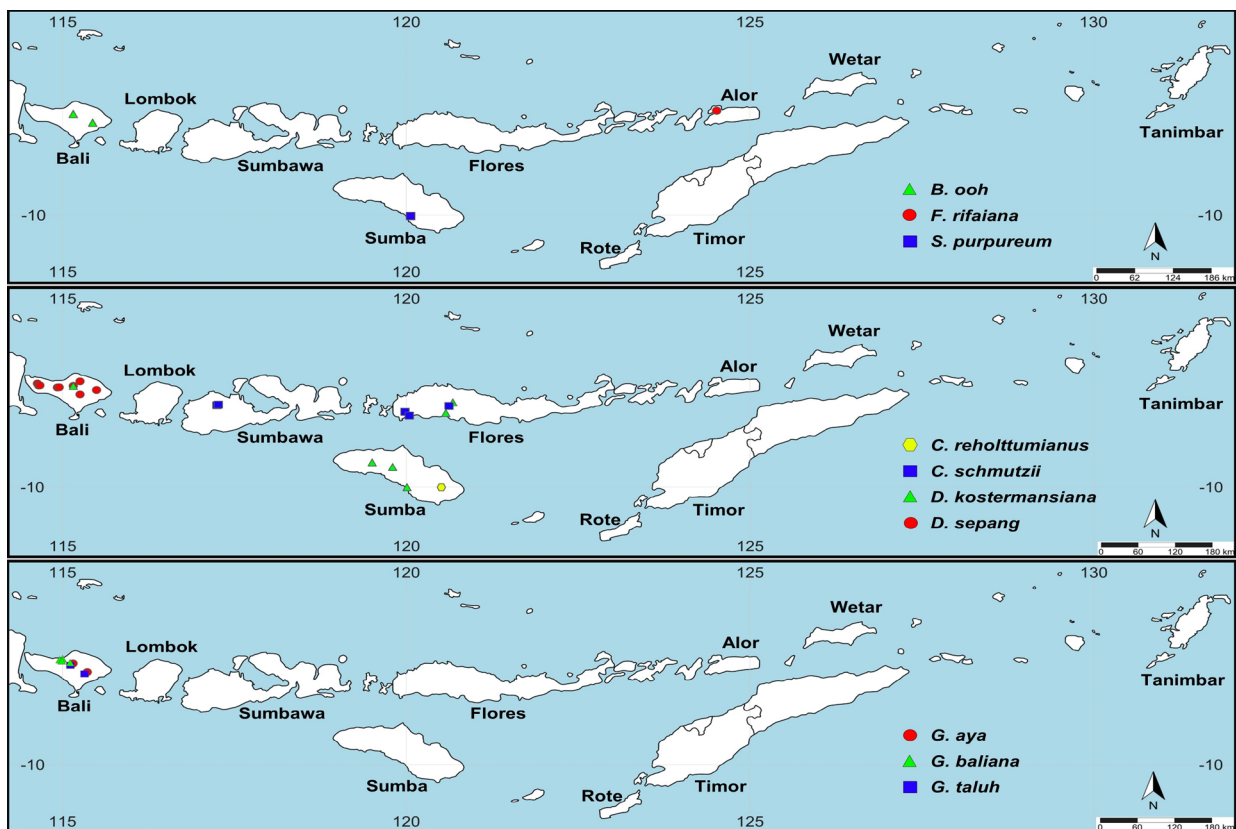 115 120 130
Wetar
Lombok Alor
Tanimbar
Bali Sumbawa Flores
B. ooh
-10 F. rifaiana -10
Sumba S. purpureum
Rote Timor
N
115 120 125
0 62 124 186 km
115 120 125 130
Wetar
Lombok Alor
Tanimbar
Bali Sumbawa Flores
C. reholttumianus
C. schmutzii
-10 D. kostermansiana -10
Sumba Timor
Rote D. sepang
N
115 120 125
0 60 120 180 km
115 120 125 130
Wetar
Lombok Alor
Tanimbar
Bali Sumbawa Flores
G. aya
-10 G. baliana -10
Sumba Timor G. taluh
Rote
N
115 120 125
0 60 120 180 km